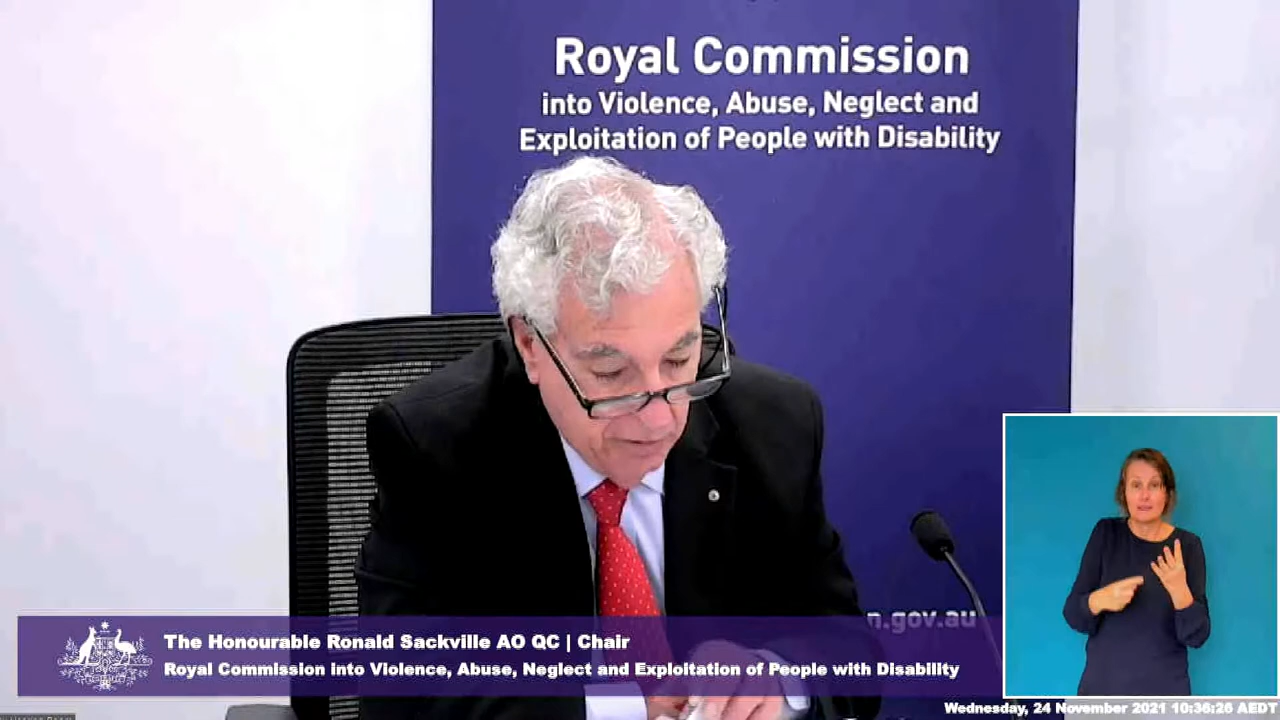 Royal Commission
into Violence, Abuse, Neglect and
Exploitation of People with Disability
n.gov.au
The Honourable Ronald Sackville AO QC | Chair
Royal Commission into Violence, Abuse, Neglect and Exploitation of People with Disability
Wednesday, 24 November 2021 10:36:26 AEDT